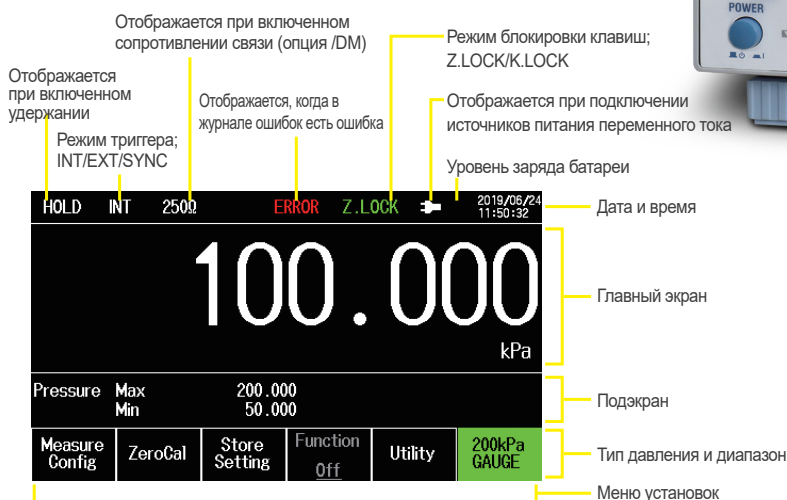 POWER
Отображается при включенном
сопротивлении связи (опция /DM)
Режим блокировки клавиш;
Z.LOCK/K.LOCK
Отображается
при включенном
удержании
Отображается, когда в
журнале ошибок есть ошибка
Отображается при подключении
источников питания переменного тока
Режим триггера;
INT/EXT/SYNC
Уровень заряда батареи
HOLD INT 250Ω ERROR Z.LOCK 2019/06/24
11:50:32
Дата и время
100.000
kPa
Главный экран
Pressure Max 200.000
Min 50.000
Подэкран
Measure
Config
ZeroCal
Store
Setting
Function
Off
Utility
200kPa
GAUGE
Тип давления и диапазон
Меню установок